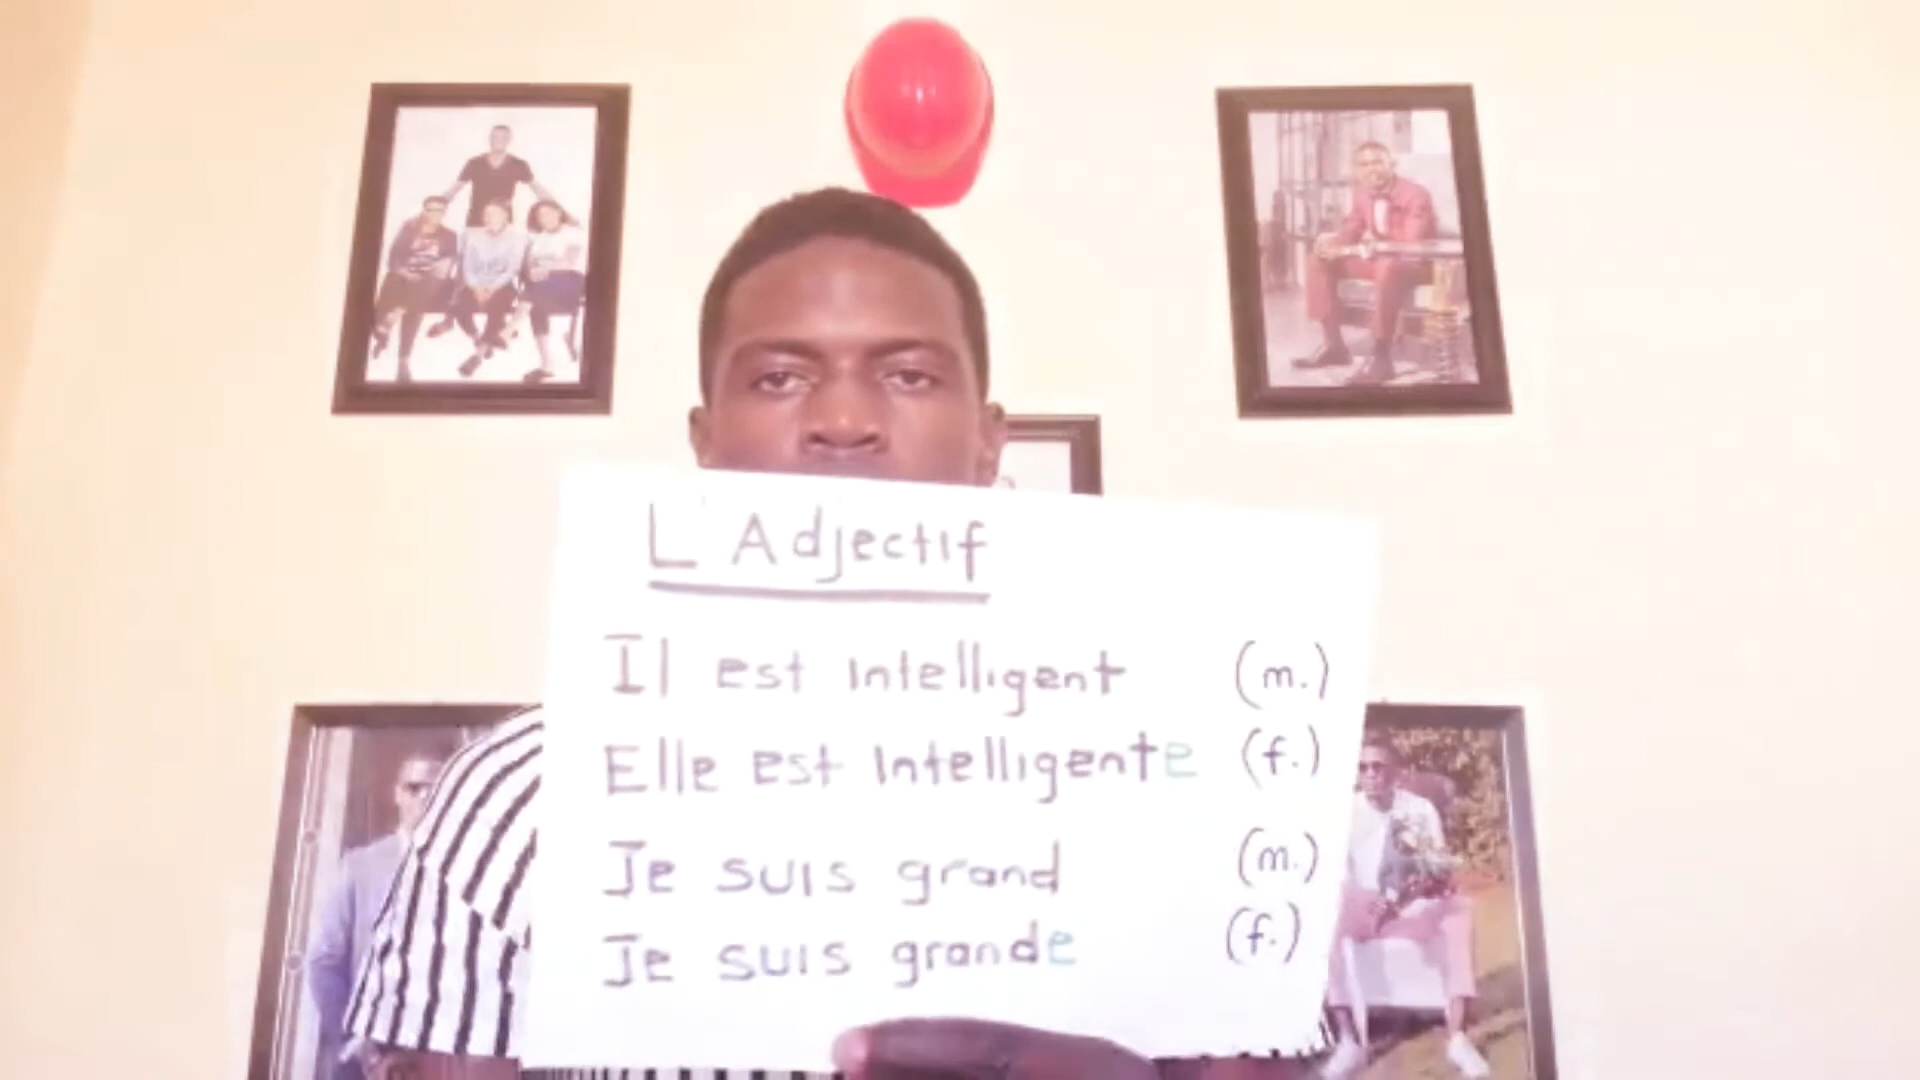 L'Adjectif
Il est intelligent (m.)
Elle est intelligente (f.)
Je suis grand (m.)
Je suis grande (f.)